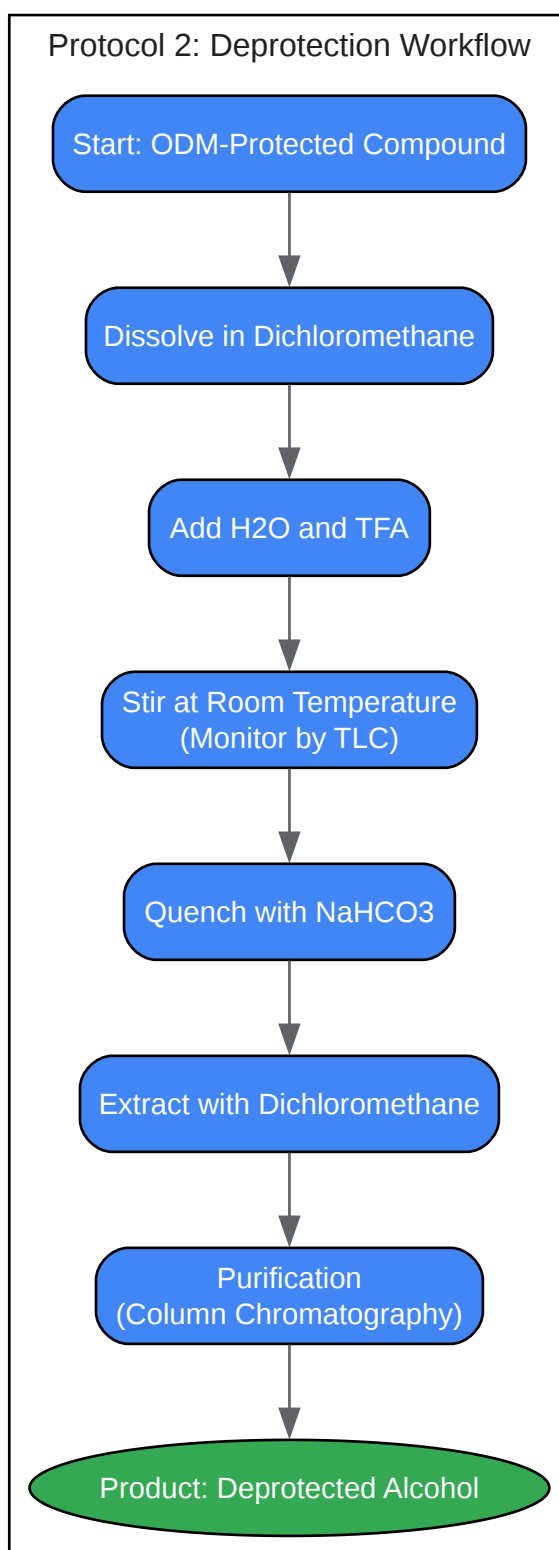 Protocol 2: Deprotection Workflow
Start: ODM-Protected Compound
Dissolve in Dichloromethane
Add H2O and TFA
Stir at Room Temperature
(Monitor by TLC)
Quench with NaHCO3
Extract with Dichloromethane
Purification
(Column Chromatography)
Product: Deprotected Alcohol